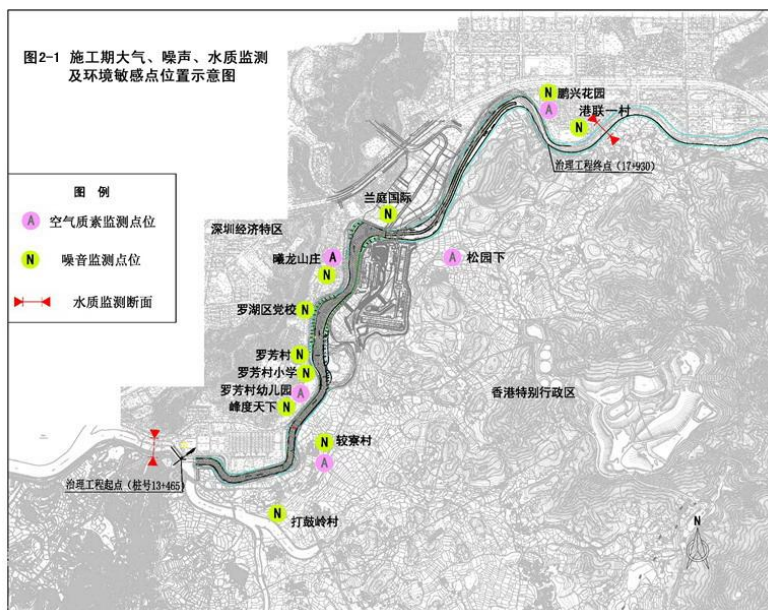 图2-1 施工期大气、噪声、水质监测
及环境敏感点位置示意图
N
鹏兴花园
A
港联一村
N
治理工程终点(17+930)
图 例
A
空气质素监测点位
N
噪音监测点位
水质监测断面
兰庭国际
N
深圳经济特区
曦龙山庄
A
N
A
松园下
罗湖区党校
N
罗芳村
N
罗芳村小学
N
罗芳村幼儿园
A
峰度天下
N
香港特别行政区
N
较寮村
A
治理工程起点(桩号13+465)
N
打鼓岭村
N